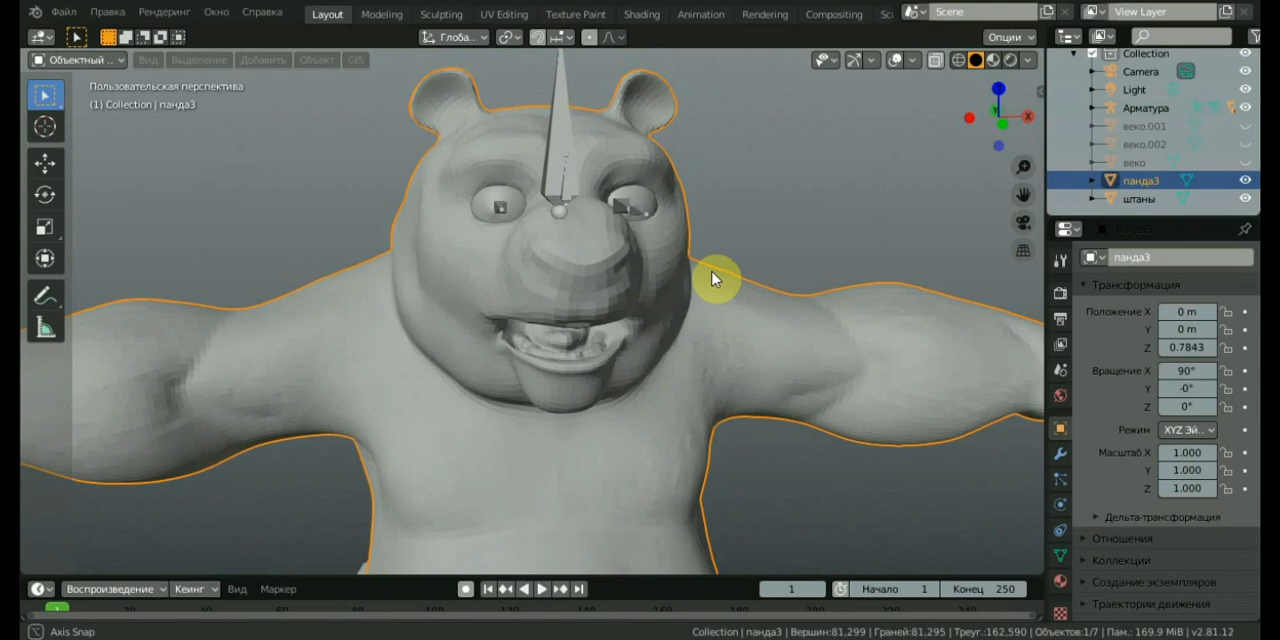 Файл Правка Рендеринг Окно Справка Layout Modeling Sculpting UV Editing Texture Paint Shading Animation Rendering Compositing Sc Scene View Layer
Глоба.. Опции
Объектный .. Вид Выделение Добавить Объект GIS
Пользовательская перспектива
(1) Collection | панда3
X
Collection
Camera
Light
Арматура
веко.001
веко.002
веко
панда3
штаны
панда3
панда3
Трансформация
Положение X 0 m
Y 0 m
Z 0.7843
Вращение X 90°
Y -0°
Z 0°
Режим XYZ Эй..
Масштаб X 1.000
Y 1.000
Z 1.000
Дельта-трансформация
Отношения
Коллекции
Создание экземпляров
Траектории движения
Воспроизведение Кеинг Вид Маркер 1 Начало 1 Конец 250
1
Axis Snap
Collection | панда3 | Вершин:81,299 | Граней:81,295 | Треуг.:162,590 | Объектов:1/7 | Пам.: 169.9 MiB | v2.81.12